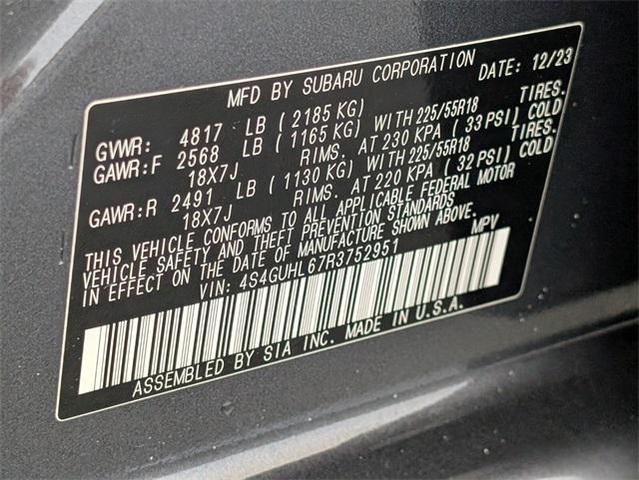 MFD BY SUBARU CORPORATION DATE: 12/23
GVWR: 4817 LB ( 2185 KG)
GAWR:F 2568 LB ( 1165 KG) WITH 225/55R18 TIRES.
18X7J RIMS. AT 230 KPA ( 33 PSI) COLD
GAWR:R 2491 LB ( 1130 KG) WITH 225/55R18 TIRES.
18X7J RIMS. AT 220 KPA ( 32 PSI) COLD
THIS VEHICLE CONFORMS TO ALL APPLICABLE FEDERAL MOTOR
VEHICLE SAFETY AND THEFT PREVENTION STANDARDS
IN EFFECT ON THE DATE OF MANUFACTURE SHOWN ABOVE.
VIN: 4S4GUHL67R3752951 MPV
ASSEMBLED BY SIA INC. MADE IN U.S.A.